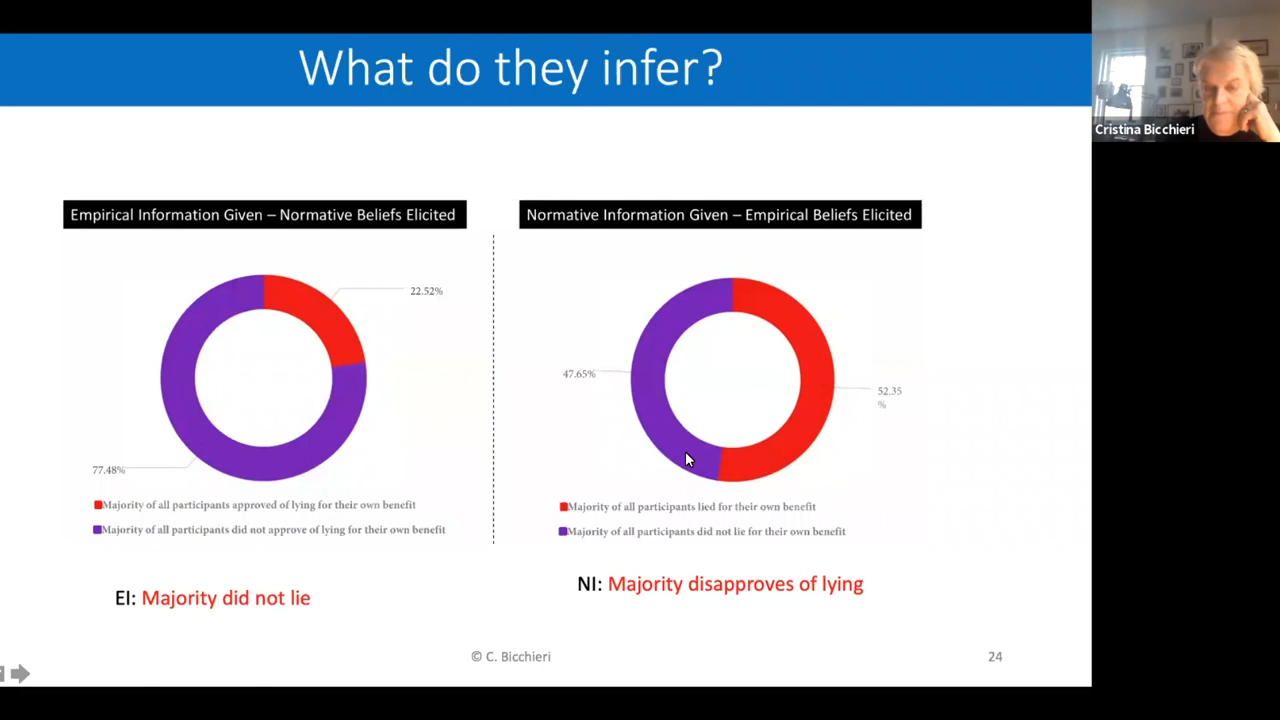 What do they infer?
Cristina Bicchieri
Empirical Information Given – Normative Beliefs Elicited
Normative Information Given – Empirical Beliefs Elicited
22.52%
77.48%
Majority of all participants approved of lying for their own benefit
Majority of all participants did not approve of lying for their own benefit
47.65%
52.35
%
Majority of all participants lied for their own benefit
Majority of all participants did not lie for their own benefit
EI: Majority did not lie
NI: Majority disapproves of lying
© C. Bicchieri
24